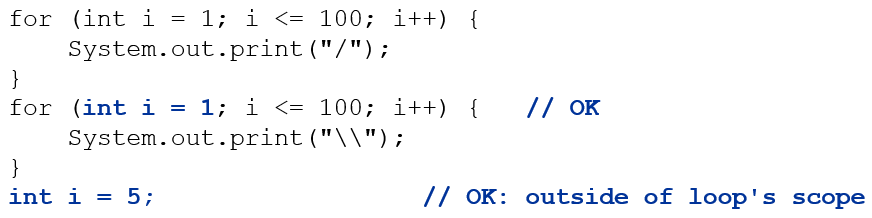 for (int i = 1; i <= 100; i++) {
    System.out.print("/");
}
for (int i = 1; i <= 100; i++) {   // OK
    System.out.print("\\");
}
int i = 5;                  // OK: outside of loop's scope